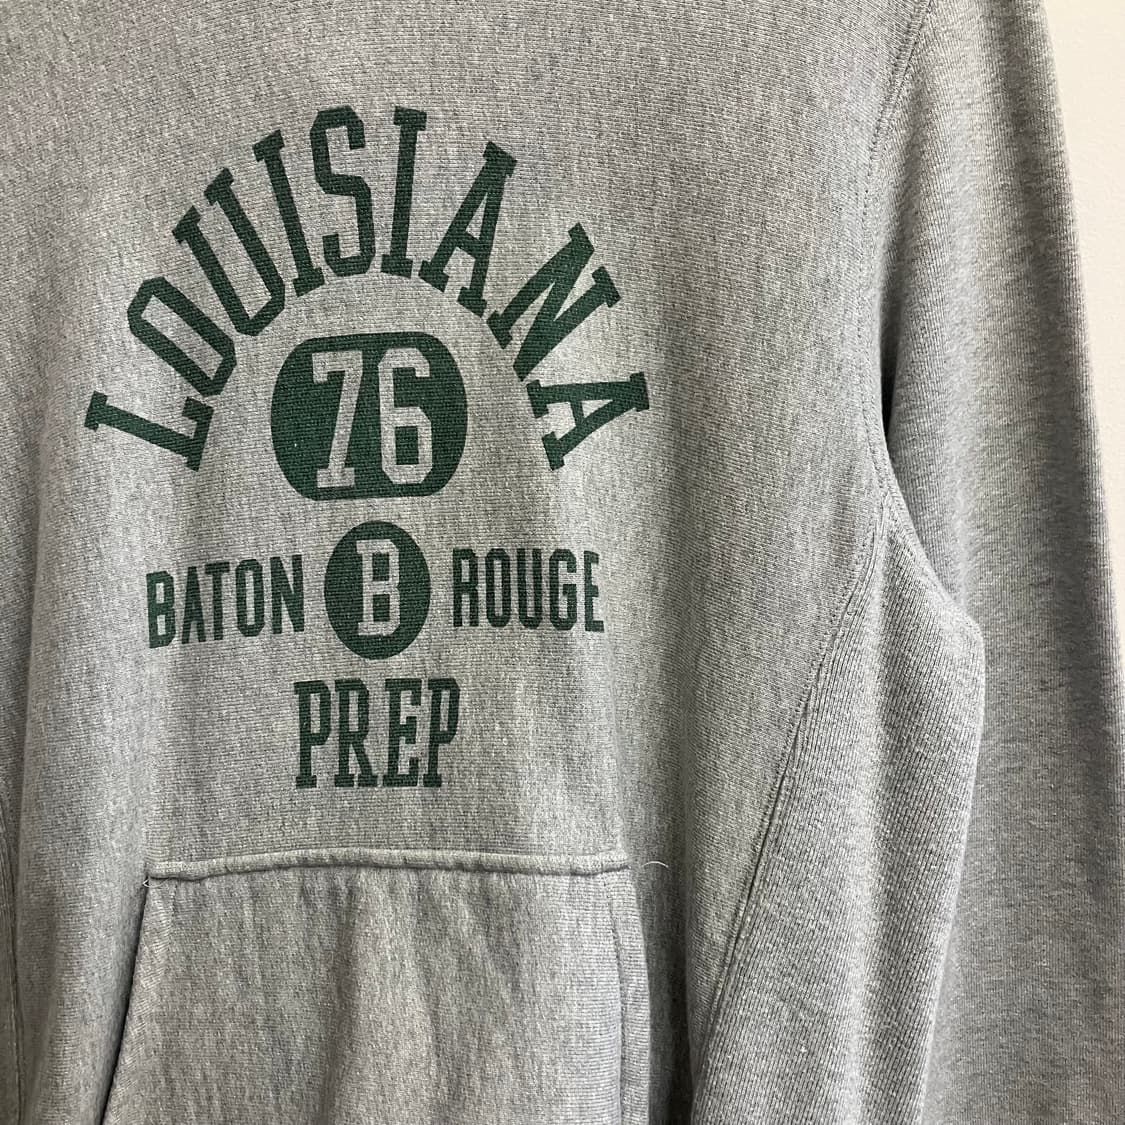 LOUISIANA
76
BATON B ROUGE
PREP